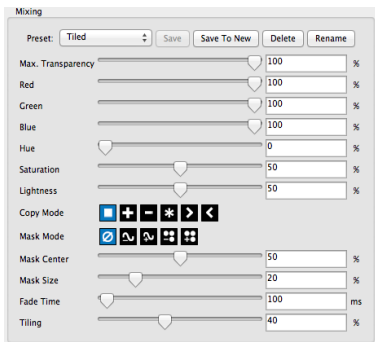 Mixing
Preset: Tiled Save Save To New Delete Rename
Max. Transparency 100 %
Red 100 %
Green 100 %
Blue 100 %
Hue 0 %
Saturation 50 %
Lightness 50 %
Copy Mode
Mask Mode
Mask Center 50 %
Mask Size 20 %
Fade Time 100 ms
Tiling 40 %